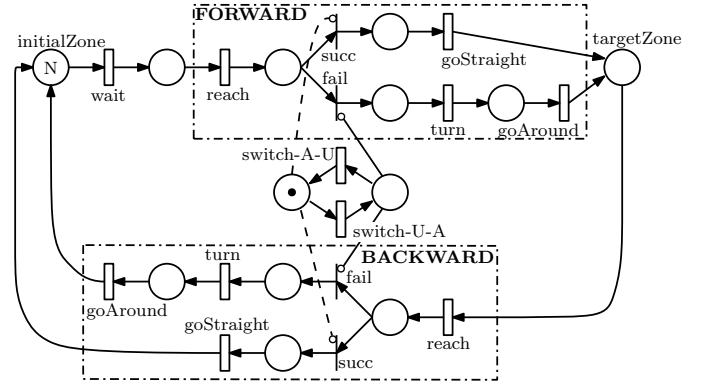 FORWARD
initialZone
targetZone
N
succ
goStraight
wait
reach
fail
turn
goAround
switch-A-U
switch-U-A
BACKWARD
turn
fail
goAround
goStraight
reach
succ